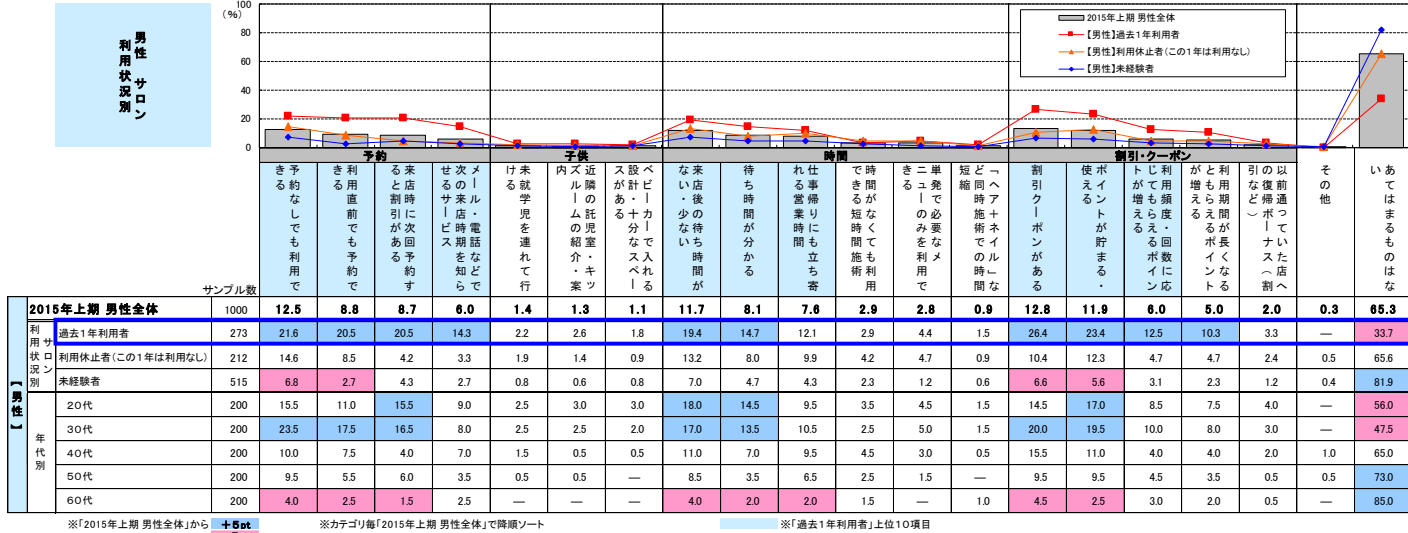 男性 サロン
利用状況別
（%）
100
80
60
40
20
0
2015年上期 男性全体
【男性】過去1年利用者
【男性】利用休止者（この1年は利用なし）
【男性】未経験者
予約
子供
時間
割引・クーポン
予約なしでも利用できる
利用直前でも予約できる
来店時に次回予約すると割引がある
メール・電話などで次の来店時期を知らせるサービス
未就学児を連れて行ける
近隣の託児室・キッズルームの紹介・案内
ベビーカーで入れる設計・十分なスペースがある
来店後の待ち時間がない・少ない
待ち時間が分かる
仕事帰りにも立ち寄れる営業時間
時間がなくても利用できる短時間施術
単発で必要なメニューのみを利用できる
「ヘア＋ネイル」など同時施術での時間短縮
割引クーポンがある
ポイントが貯まる・使える
利用頻度・回数に応じてもらえるポイントが増える
利用期間が長くなるともらえるポイントが増える
以前通っていた店への復帰ボーナス（割引など）
その他
あてはまるものはない
サンプル数
2015年上期 男性全体 1000 12.5 8.8 8.7 6.0 1.4 1.3 1.1 11.7 8.1 7.6 2.9 2.8 0.9 12.8 11.9 6.0 5.0 2.0 0.3 65.3
【男性】
サロン利用状況別
過去1年利用者 273 21.6 20.5 20.5 14.3 2.2 2.6 1.8 19.4 14.7 12.1 2.9 4.4 1.5 26.4 23.4 12.5 10.3 3.3 — 33.7
利用休止者（この1年は利用なし） 212 14.6 8.5 4.2 3.3 1.9 1.4 0.9 13.2 8.0 9.9 4.2 4.7 0.9 10.4 12.3 4.7 4.7 2.4 0.5 65.6
未経験者 515 6.8 2.7 4.3 2.7 0.8 0.6 0.8 7.0 4.7 4.3 2.3 1.2 0.6 6.6 5.6 3.1 2.3 1.2 0.4 81.9
年代別
20代 200 15.5 11.0 15.5 9.0 2.5 3.0 3.0 18.0 14.5 9.5 3.5 4.5 1.5 14.5 17.0 8.5 7.5 4.0 — 56.0
30代 200 23.5 17.5 16.5 8.0 2.5 2.5 2.0 17.0 13.5 10.5 2.5 5.0 1.5 20.0 19.5 10.0 8.0 3.0 — 47.5
40代 200 10.0 7.5 4.0 7.0 1.5 0.5 0.5 11.0 7.0 9.5 4.5 3.0 0.5 15.5 11.0 4.0 4.0 2.0 1.0 65.0
50代 200 9.5 5.5 6.0 3.5 0.5 0.5 — 8.5 3.5 6.5 2.5 1.5 — 9.5 9.5 4.5 3.5 0.5 0.5 73.0
60代 200 4.0 2.5 1.5 2.5 — — — 4.0 2.0 2.0 1.5 — 1.0 4.5 2.5 3.0 2.0 0.5 — 85.0
※「2015年上期 男性全体」から +5pt
※カテゴリ毎「2015年上期 男性全体」で降順ソート
※「過去1年利用者」上位10項目